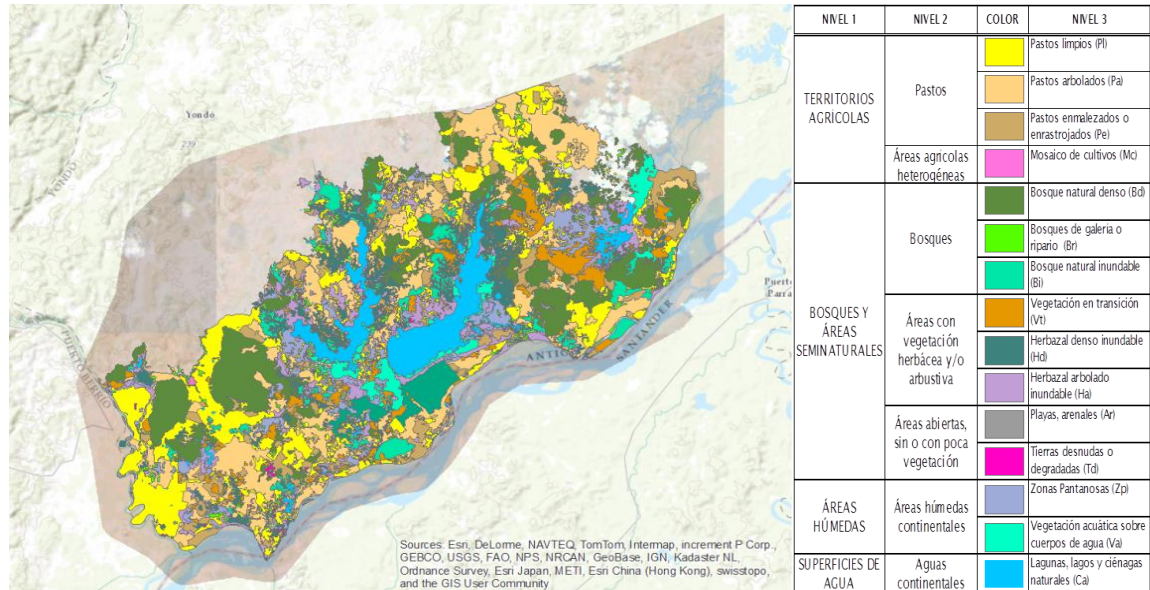 Yondo
239
YONDÓ
PUERTO BERRÍO
Puerto
Parra
ANTIO
SANTANDER
Sources: Esri, DeLorme, NAVTEQ, TomTom, Intermap, increment P Corp.,
GEBCO, USGS, FAO, NPS, NRCAN, GeoBase, IGN, Kadaster NL,
Ordnance Survey, Esri Japan, METI, Esri China (Hong Kong), swisstopo,
and the GIS User Community
NIVEL 1 NIVEL 2 COLOR NIVEL 3
TERRITORIOS
AGRÍCOLAS
Pastos
Pastos limpios (Pl)
Pastos arbolados (Pa)
Pastos enmalezados o
enrastrojados (Pe)
Áreas agrícolas
heterogéneas
Mosaico de cultivos (Mc)
BOSQUES Y
ÁREAS
SEMINATURALES
Bosques
Bosque natural denso (Bd)
Bosques de galería o
ripario (Br)
Bosque natural inundable
(Bi)
Áreas con
vegetación
herbácea y/o
arbustiva
Vegetación en transición
(Vt)
Herbazal denso inundable
(Hd)
Herbazal arbolado
inundable (Ha)
Áreas abiertas,
sin o con poca
vegetación
Playas, arenales (Ar)
Tierras desnudas o
degradadas (Td)
ÁREAS
HÚMEDAS
Áreas húmedas
continentales
Zonas Pantanosas (Zp)
Vegetación acuática sobre
cuerpos de agua (Va)
SUPERFICIES DE
AGUA
Aguas
continentales
Lagunas, lagos y ciénagas
naturales (Ca)